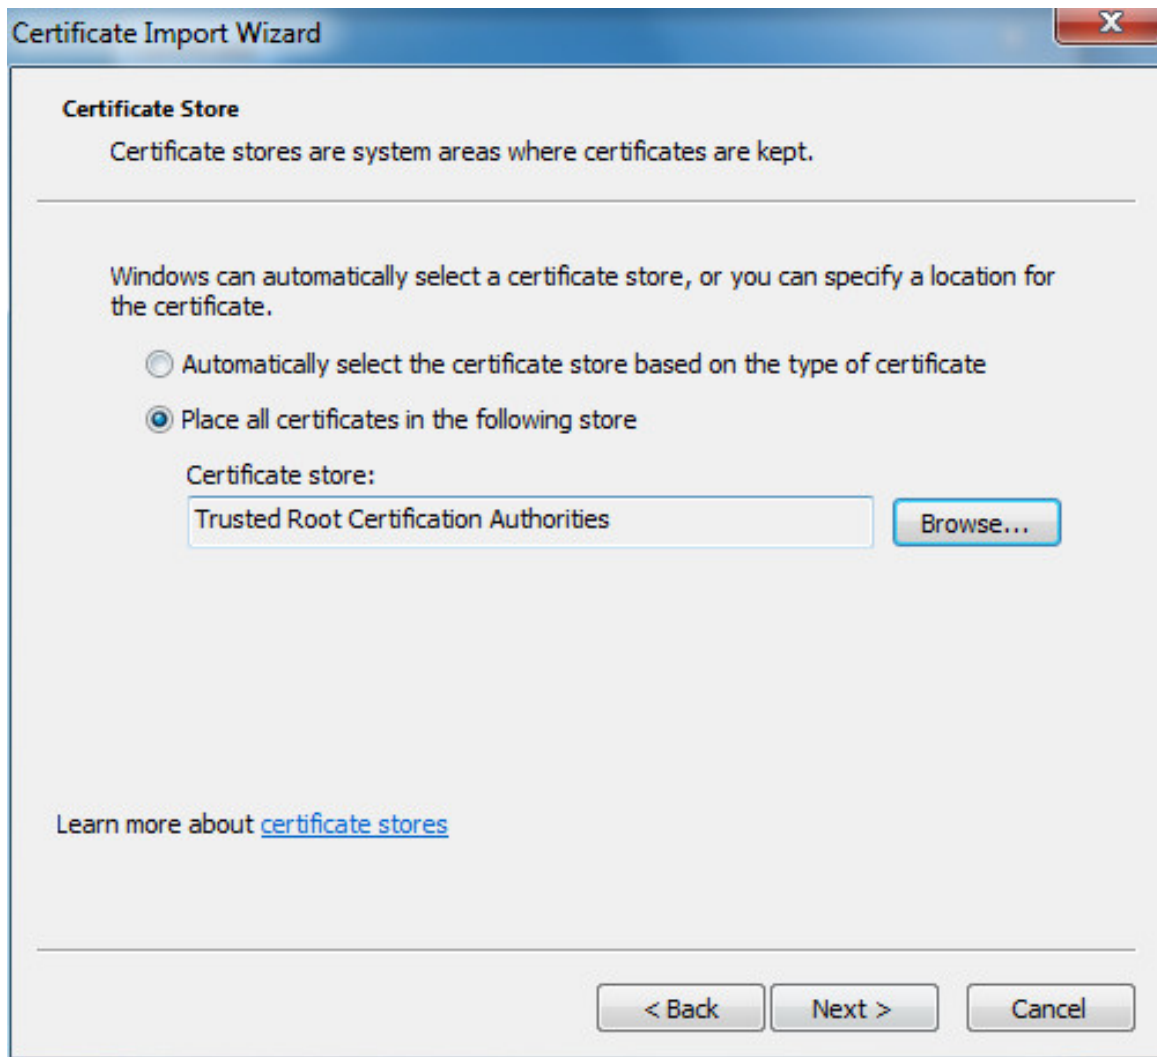 Certificate Import Wizard
X
Certificate Store
Certificate stores are system areas where certificates are kept.
Windows can automatically select a certificate store, or you can specify a location for
the certificate.
Automatically select the certificate store based on the type of certificate
Place all certificates in the following store
Certificate store:
Trusted Root Certification Authorities
Browse...
Learn more about certificate stores
< Back Next > Cancel